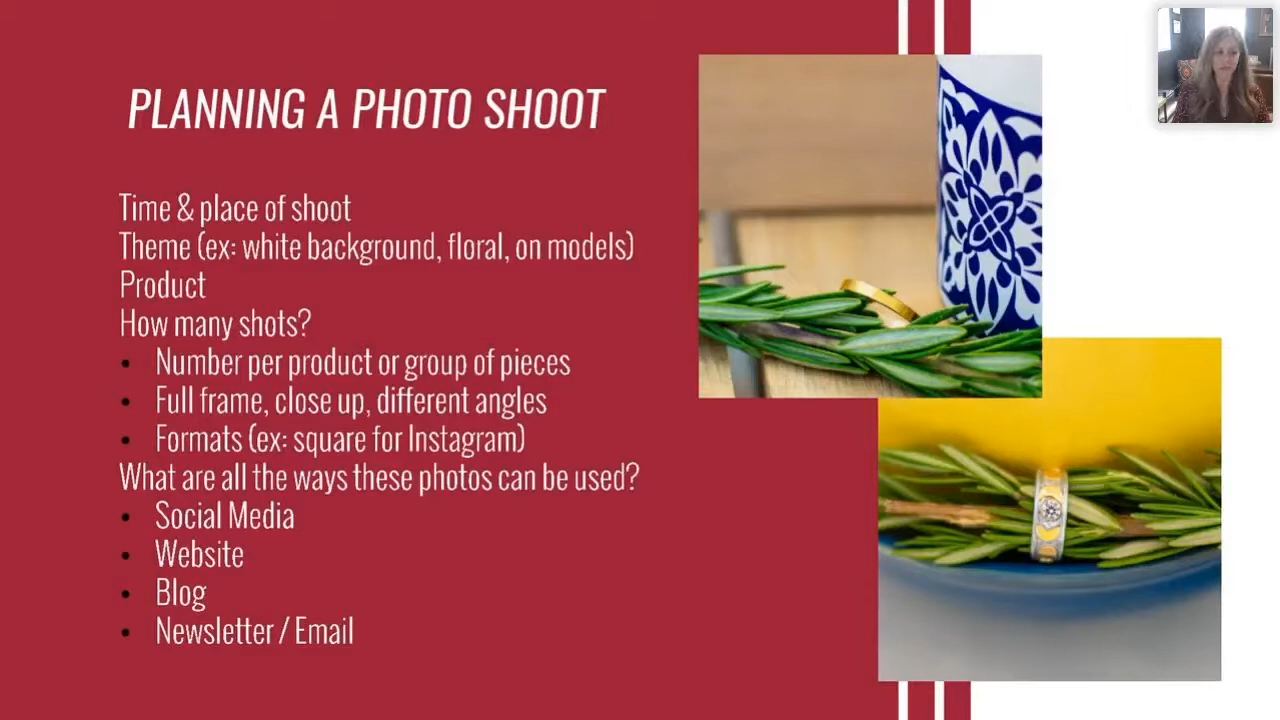 PLANNING A PHOTO SHOOT
Time & place of shoot
Theme (ex: white background, floral, on models)
Product
How many shots?
• Number per product or group of pieces
• Full frame, close up, different angles
• Formats (ex: square for Instagram)
What are all the ways these photos can be used?
• Social Media
• Website
• Blog
• Newsletter / Email